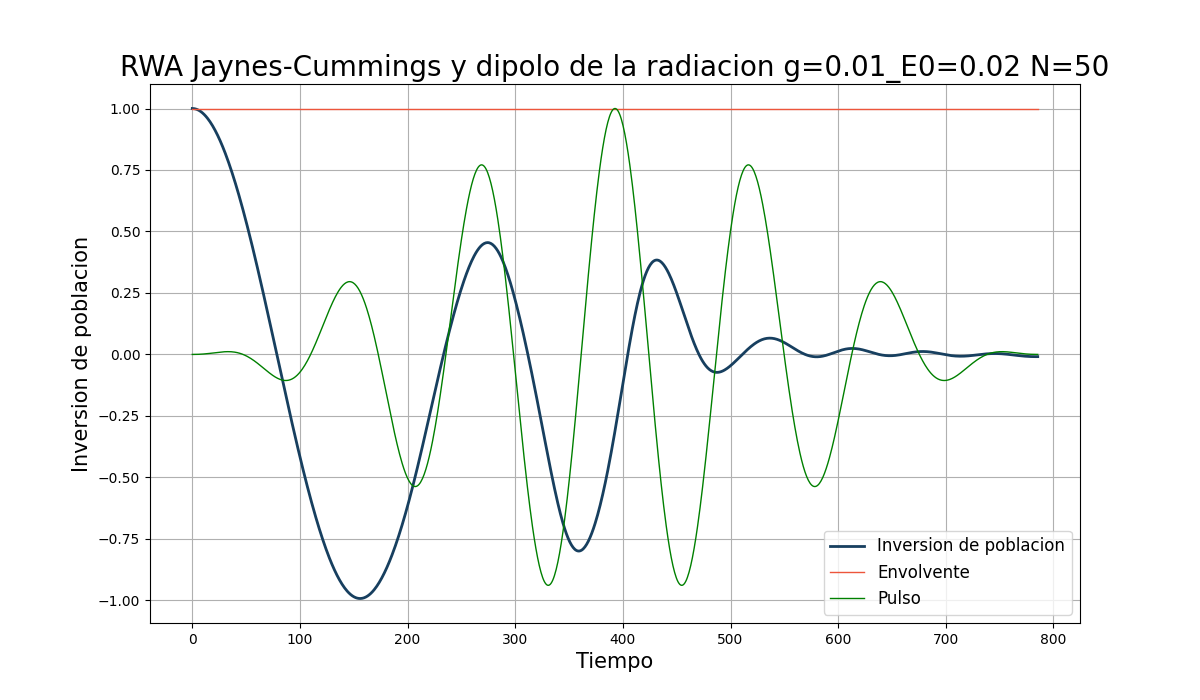 RWA Jaynes-Cummings y dipolo de la radiacion g=0.01_E0=0.02 N=50
Inversion de poblacion
1.00
0.75
0.50
0.25
0.00
−0.25
−0.50
−0.75
−1.00
Inversion de poblacion
Envolvente
Pulso
0 100 200 300 400 500 600 700 800
Tiempo